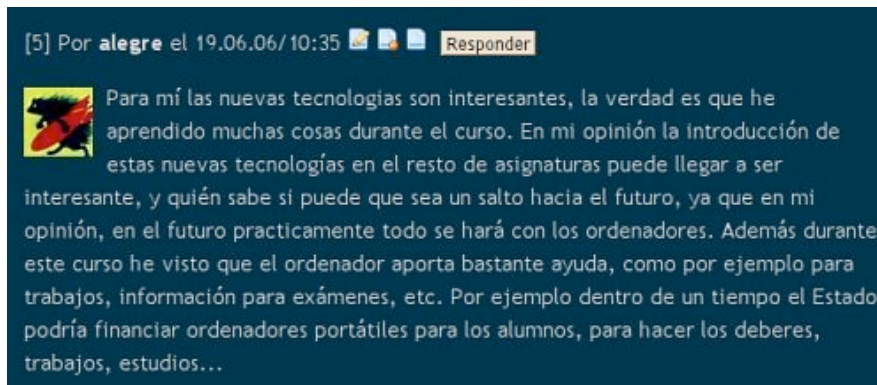 [5] Por alegre el 19.06.06/10:35 Responder
Para mí las nuevas tecnologias son interesantes, la verdad es que he
aprendido muchas cosas durante el curso. En mi opinión la introducción de
estas nuevas tecnologías en el resto de asignaturas puede llegar a ser
interesante, y quién sabe si puede que sea un salto hacia el futuro, ya que en mi
opinión, en el futuro practicamente todo se hará con los ordenadores. Además durante
este curso he visto que el ordenador aporta bastante ayuda, como por ejemplo para
trabajos, información para exámenes, etc. Por ejemplo dentro de un tiempo el Estado
podría financiar ordenadores portátiles para los alumnos, para hacer los deberes,
trabajos, estudios...